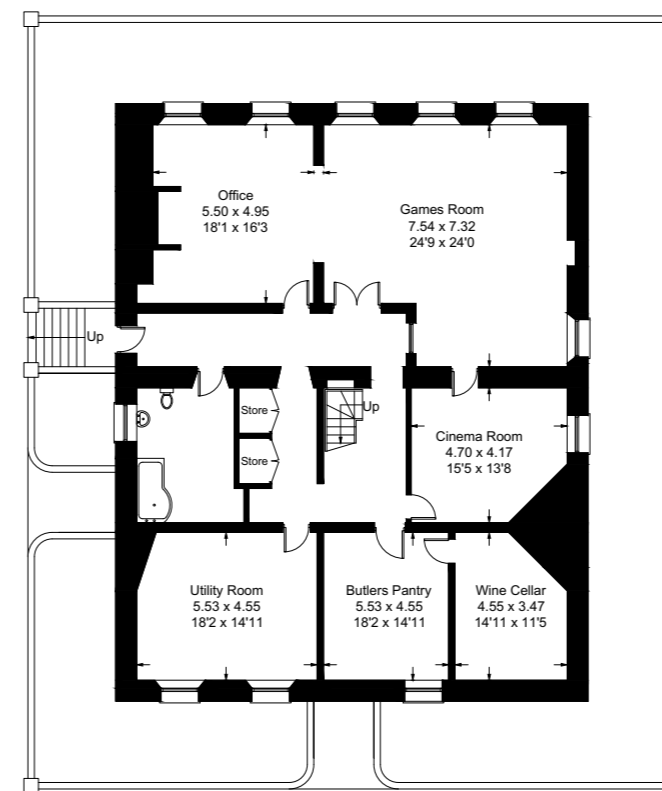 Office
5.50 x 4.95
18'1 x 16'3
Games Room
7.54 x 7.32
24'9 x 24'0
Up
Store
Up
Store
Cinema Room
4.70 x 4.17
15'5 x 13'8
Utility Room
5.53 x 4.55
18'2 x 14'11
Butlers Pantry
5.53 x 4.55
18'2 x 14'11
Wine Cellar
4.55 x 3.47
14'11 x 11'5